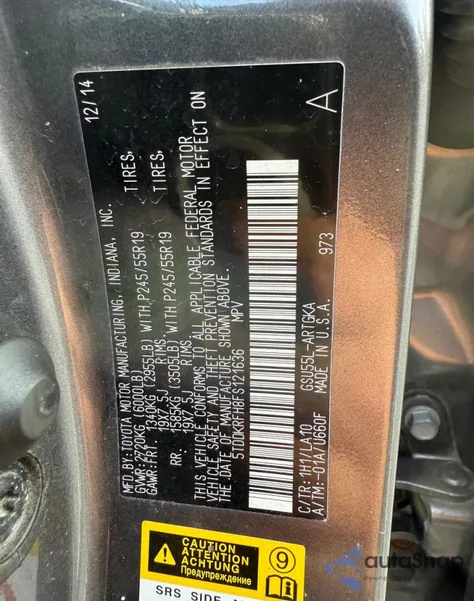 MFD.BY:TOYOTA MOTOR MANUFACTURING, INDIANA, INC. 12/14
GVWR:2720KG(6000LB)
GAWR:FRT. 1340KG(2955LB)WITH P245/55R19 TIRES,
19X7.5J RIMS,
RR. 1585KG(3505LB)WITH P245/55R19 TIRES,
19X7.5J RIMS,
THIS VEHICLE CONFORMS TO ALL APPLICABLE FEDERAL MOTOR
VEHICLE SAFETY AND THEFT PREVENTION STANDARDS IN EFFECT ON
THE DATE OF MANUFACTURE SHOWN ABOVE.
5TDDKRFH8FS121636 MPV
A
C/TR:1H1/LA10 GSU55L-ARTGKA
A/TM:-01A/U660F MADE IN U.S.A. 973
CAUTION
ATTENTION
ACHTUNG
Предупреждение
9
SRS SIDE
autoSnap